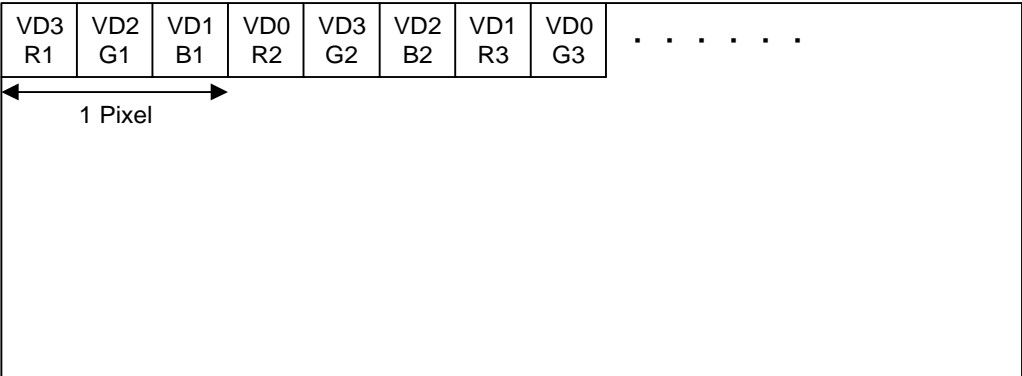 VD3 VD2 VD1 VD0 VD3 VD2 VD1 VD0
R1 G1 B1 R2 G2 B2 R3 G3 . . . . . .
1 Pixel